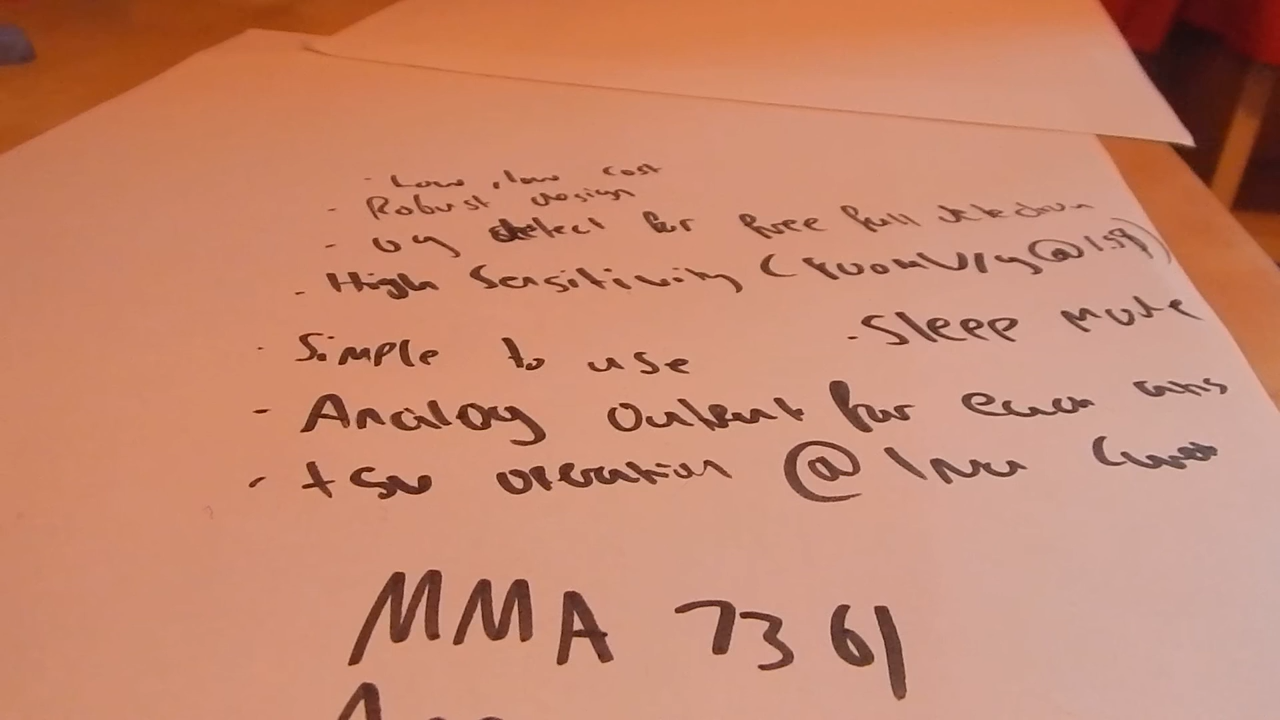 - Low, low cost
- Robust design
- 0g detect for free fall detection
- High Sensitivity (800mV/g@1.5g)
- Simple to use - Sleep mode
- Analog output for each axis
- +5v operation @ 1mA
MMA 7361